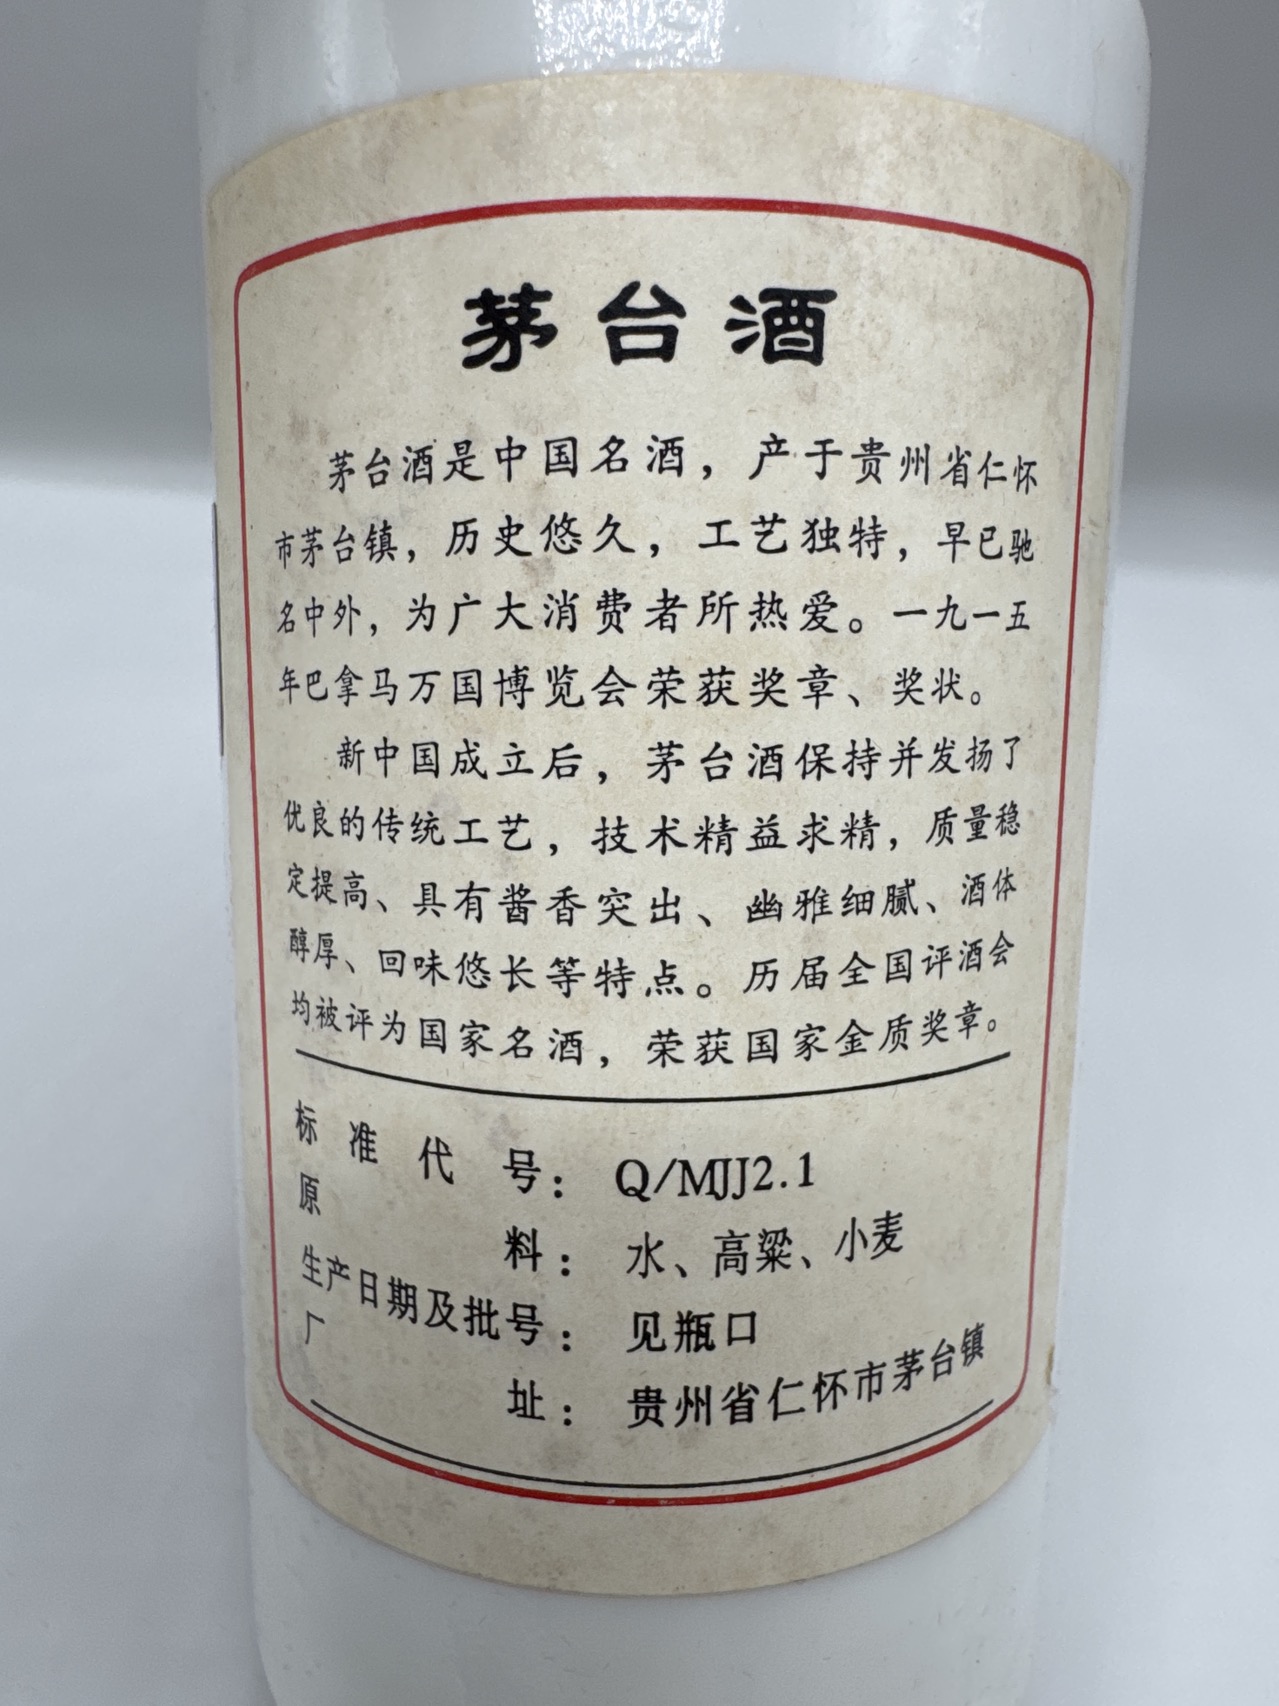 茅台酒
茅台酒是中国名酒，产于贵州省仁怀
市茅台镇，历史悠久，工艺独特，早已驰
名中外，为广大消费者所热爱。一九一五
年巴拿马万国博览会荣获奖章、奖状。
新中国成立后，茅台酒保持并发扬了
优良的传统工艺，技术精益求精，质量稳
定提高、具有酱香突出、幽雅细腻、酒体
醇厚、回味悠长等特点。历届全国评酒会
均被评为国家名酒，荣获国家金质奖章。
标准代号：Q/MJJ2.1
原料：水、高粱、小麦
生产日期及批号：见瓶口
厂址：贵州省仁怀市茅台镇